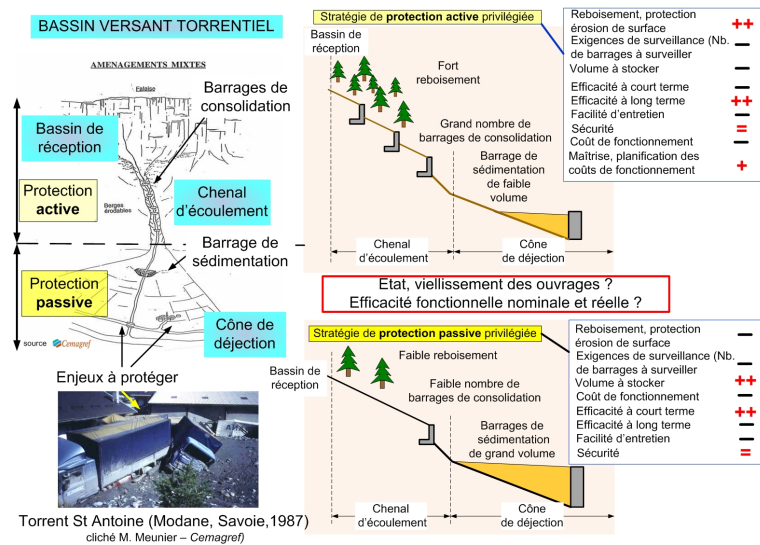 BASSIN VERSANT TORRENTIEL
AMENAGEMENTS MIXTES
Falaise
Barrages de
consolidation
Bassin de
réception
Protection
active
Berges
érodables
Chenal
d'écoulement
Barrage de
sédimentation
Protection
passive
Cône de
déjection
source Cemagref
Enjeux à protéger
Torrent St Antoine (Modane, Savoie,1987)
cliché M. Meunier – Cemagref)
Stratégie de protection active privilégiée
Bassin de
réception
Fort
reboisement
Grand nombre de
barrages de consolidation
Barrage de
sédimentation
de faible
volume
Chenal
d'écoulement
Cône
de déjection
Reboisement, protection
érosion de surface ++
Exigences de surveillance (Nb. –
de barrages à surveiller
Volume à stocker –
Efficacité à court terme –
Efficacité à long terme ++
Facilité d'entretien –
Sécurité =
Coût de fonctionnement –
Maîtrise, planification des
coûts de fonctionnement +
Etat, viellissement des ouvrages ?
Efficacité fonctionnelle nominale et réelle ?
Stratégie de protection passive privilégiée
Faible reboisement
Bassin de
réception
Faible nombre de
barrages de consolidation
Barrages de
sédimentation
de grand volume
Chenal
d'écoulement
Cône
de déjection
Reboisement, protection –
érosion de surface
Exigences de surveillance (Nb. –
de barrages à surveiller
Volume à stocker ++
Coût de fonctionnement –
Efficacité à court terme ++
Efficacité à long terme –
Facilité d'entretien –
Sécurité =